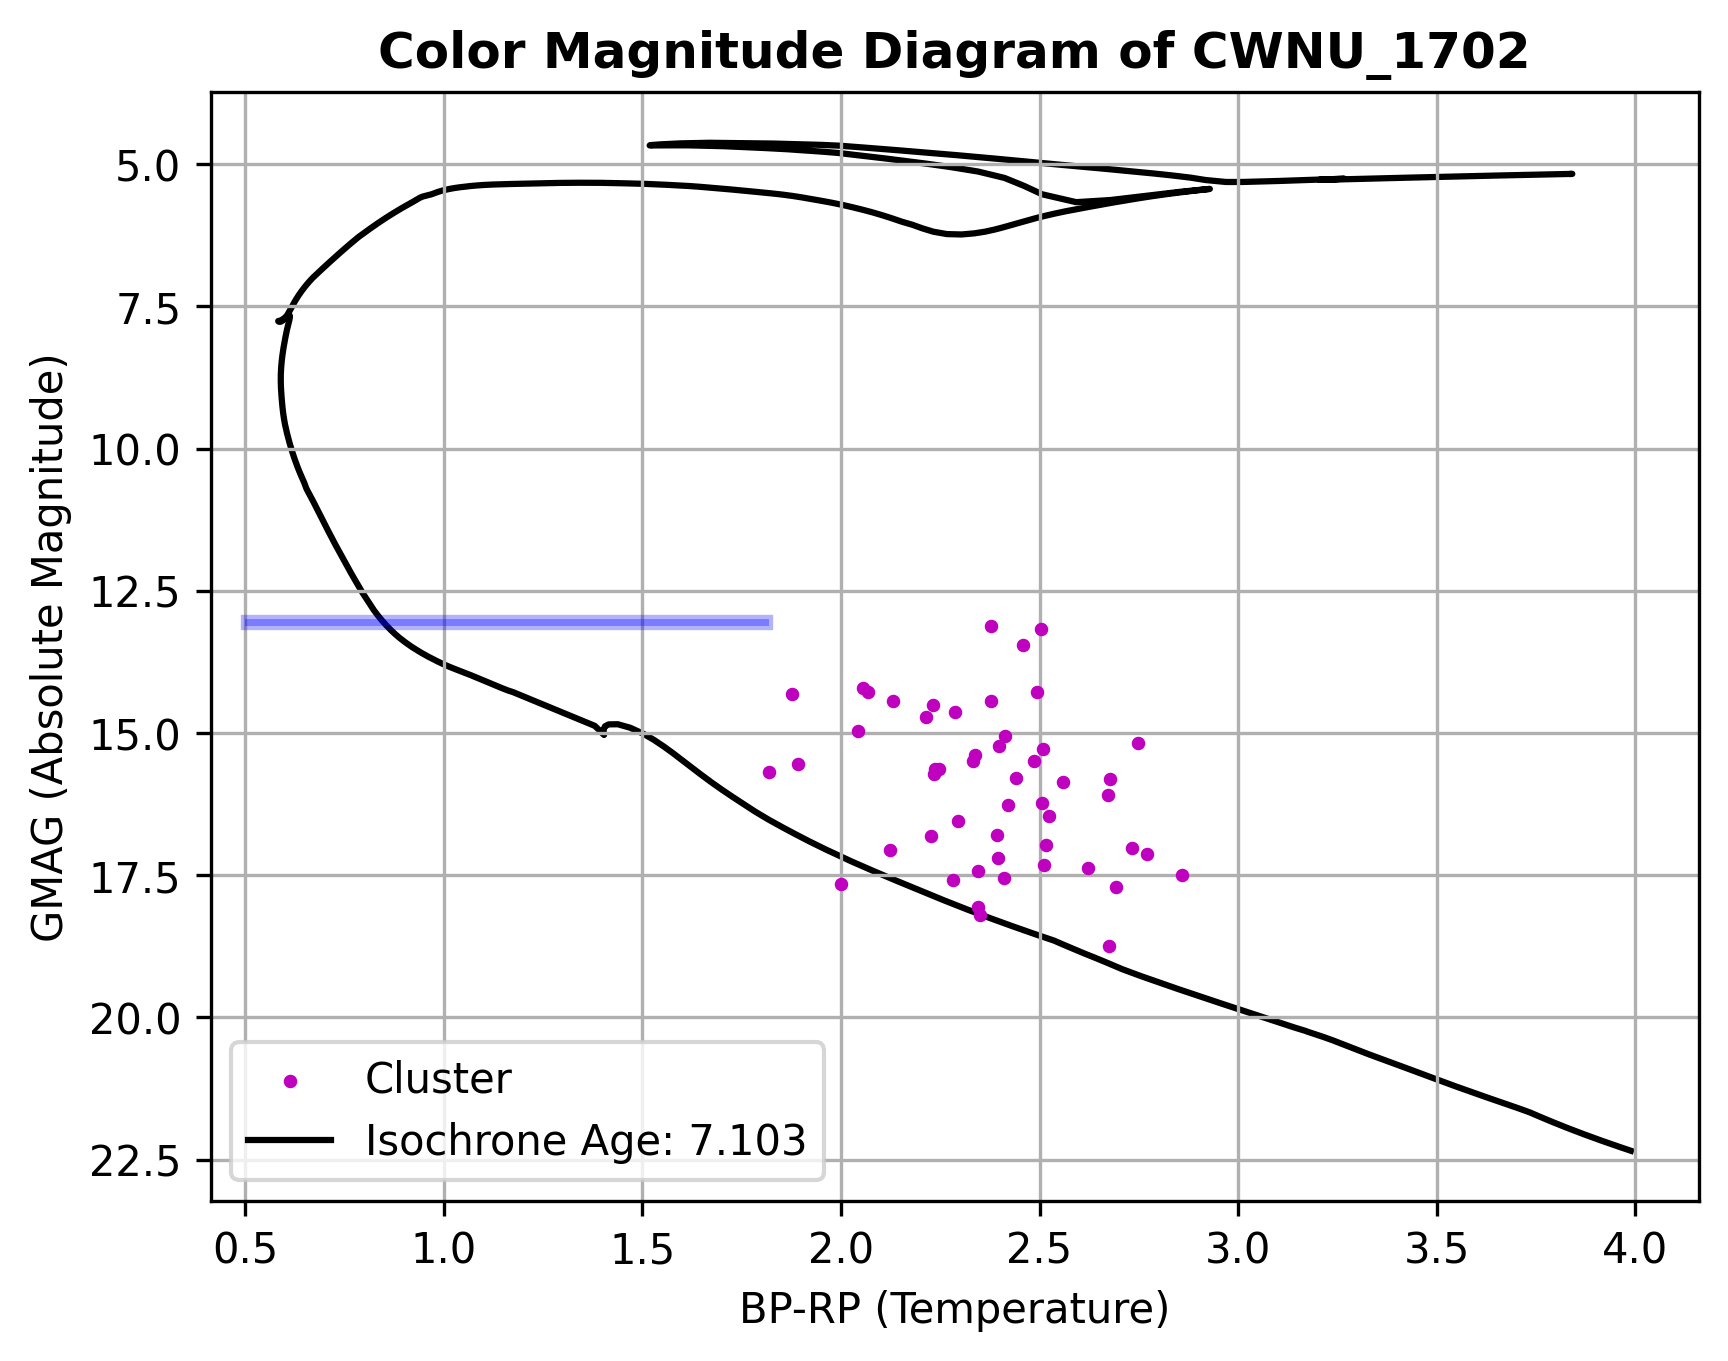 Color Magnitude Diagram of CWNU_1702
GMAG (Absolute Magnitude)
5.0
7.5
10.0
12.5
15.0
17.5
20.0
22.5
Cluster
Isochrone Age: 7.103
0.5 1.0 1.5 2.0 2.5 3.0 3.5 4.0
BP-RP (Temperature)